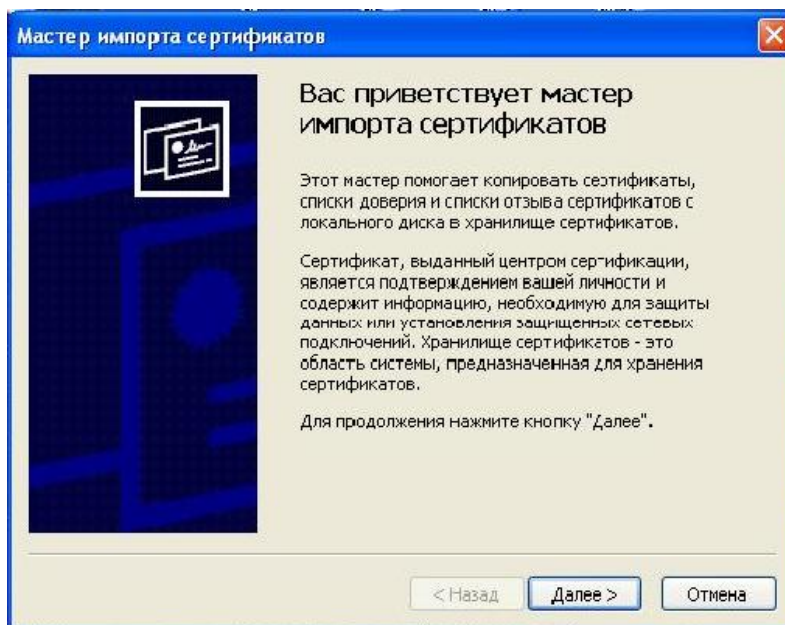 Мастер импорта сертификатов
Вас приветствует мастер
импорта сертификатов
Этот мастер помогает копировать сертификаты,
списки доверия и списки отзыва сертификатов с
локального диска в хранилище сертификатов.
Сертификат, выданный центром сертификации,
является подтверждением вашей личности и
содержит информацию, необходимую для защиты
данных или установления защищенных сетевых
подключений. Хранилище сертификатов - это
область системы, предназначенная для хранения
сертификатов.
Для продолжения нажмите кнопку "Далее".
< Назад Далее > Отмена